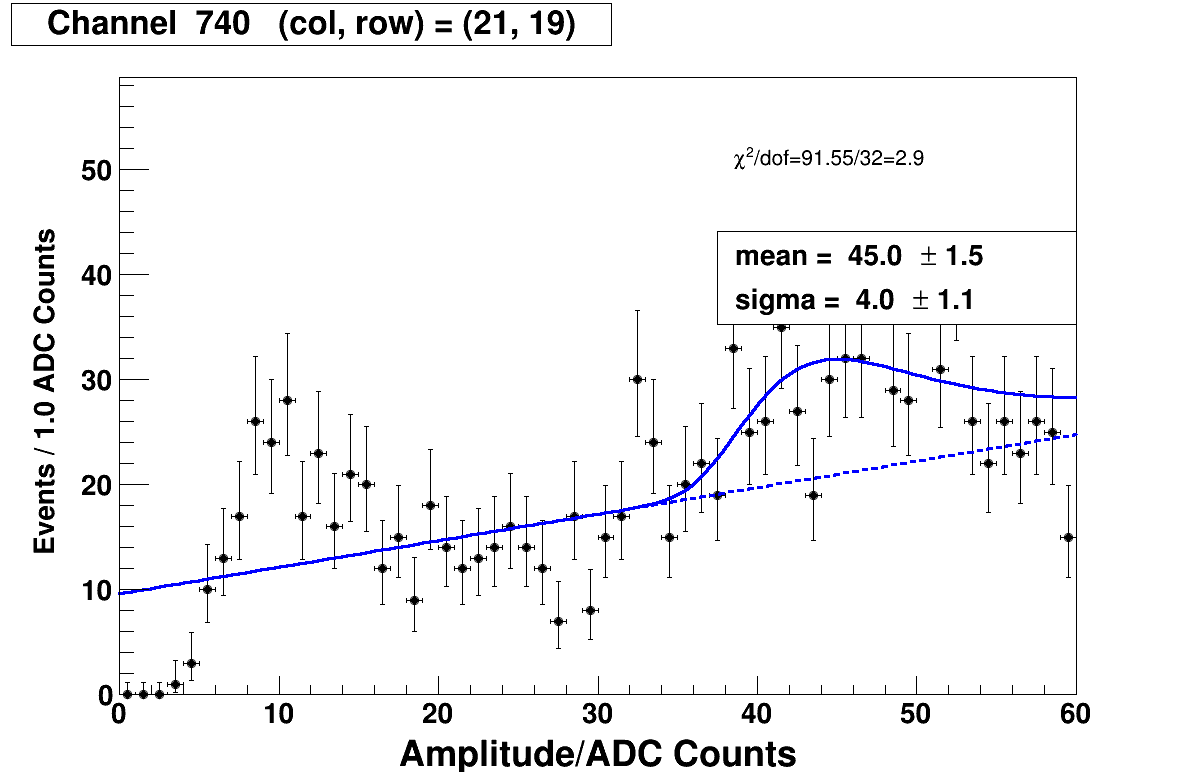 Channel 740 (col, row) = (21, 19)
χ²/dof=91.55/32=2.9
mean = 45.0 ± 1.5
sigma = 4.0 ± 1.1
Events / 1.0 ADC Counts
50
40
30
20
10
0
0 10 20 30 40 50 60
Amplitude/ADC Counts